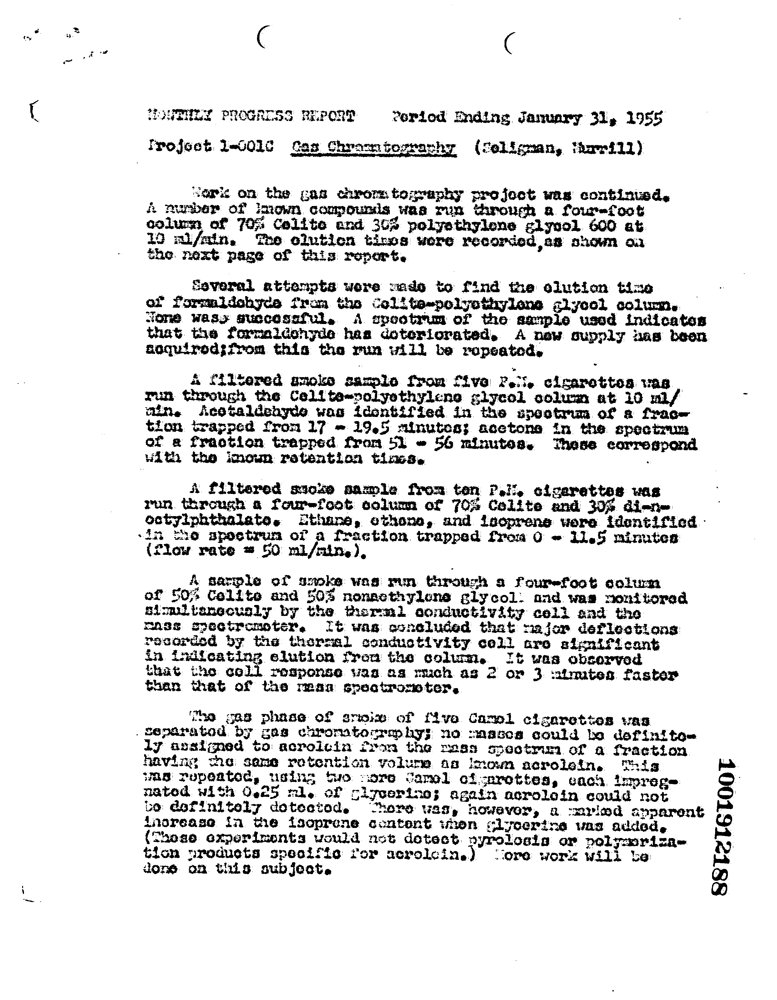 MONTHLY PROGRESS REPORT Period Ending January 31, 1955
Project 1-001C Gas Chromatography (Seligman, Murrill)
Work on the gas chromatography project was continued.
A number of known compounds was run through a four-foot
column of 70% Celite and 30% polyethylene glycol 600 at
10 ml/min. The elution times were recorded,as shown on
the next page of this report.
Several attempts were made to find the elution time
of formaldehyde from the Celite-polyethylene glycol column.
None was successful. A spectrum of the sample used indicates
that the formaldehyde has deteriorated. A new supply has been
acquired;from this the run will be repeated.
A filtered smoke sample from five P.M. cigarettes was
run through the Celite-polyethylene glycol column at 10 ml/
min. Acetaldehyde was identified in the spectrum of a frac-
tion trapped from 17 - 19.5 minutes; acetone in the spectrum
of a fraction trapped from 51 - 56 minutes. These correspond
with the known retention times.
A filtered smoke sample from ten P.M. cigarettes was
run through a four-foot column of 70% Celite and 30% di-n-
octylphthalate. Ethane, ethene, and isoprene were identified
in the spectrum of a fraction trapped from 0 - 11.5 minutes
(flow rate = 50 ml/min.).
A sample of smoke was run through a four-foot column
of 50% Celite and 50% nonaethylene glycol and was monitored
simultaneously by the thermal conductivity cell and the
mass spectrometer. It was concluded that major deflections
recorded by the thermal conductivity cell are significant
in indicating elution from the column. It was observed
that the cell response was as much as 2 or 3 minutes faster
than that of the mass spectrometer.
The gas phase of smoke of five Camel cigarettes was
separated by gas chromatography; no masses could be definite-
ly assigned to acrolein from the mass spectrum of a fraction
having the same retention volume as known acrolein. This
was repeated, using two more Camel cigarettes, each impreg-
nated with 0.25 ml. of glycerine; again acrolein could not
be definitely detected. There was, however, a marked apparent
increase in the isoprene content when glycerine was added.
(These experiments would not detect pyrolosis or polymeriza-
tion products specific for acrolein.) More work will be
done on this subject.
1001912188